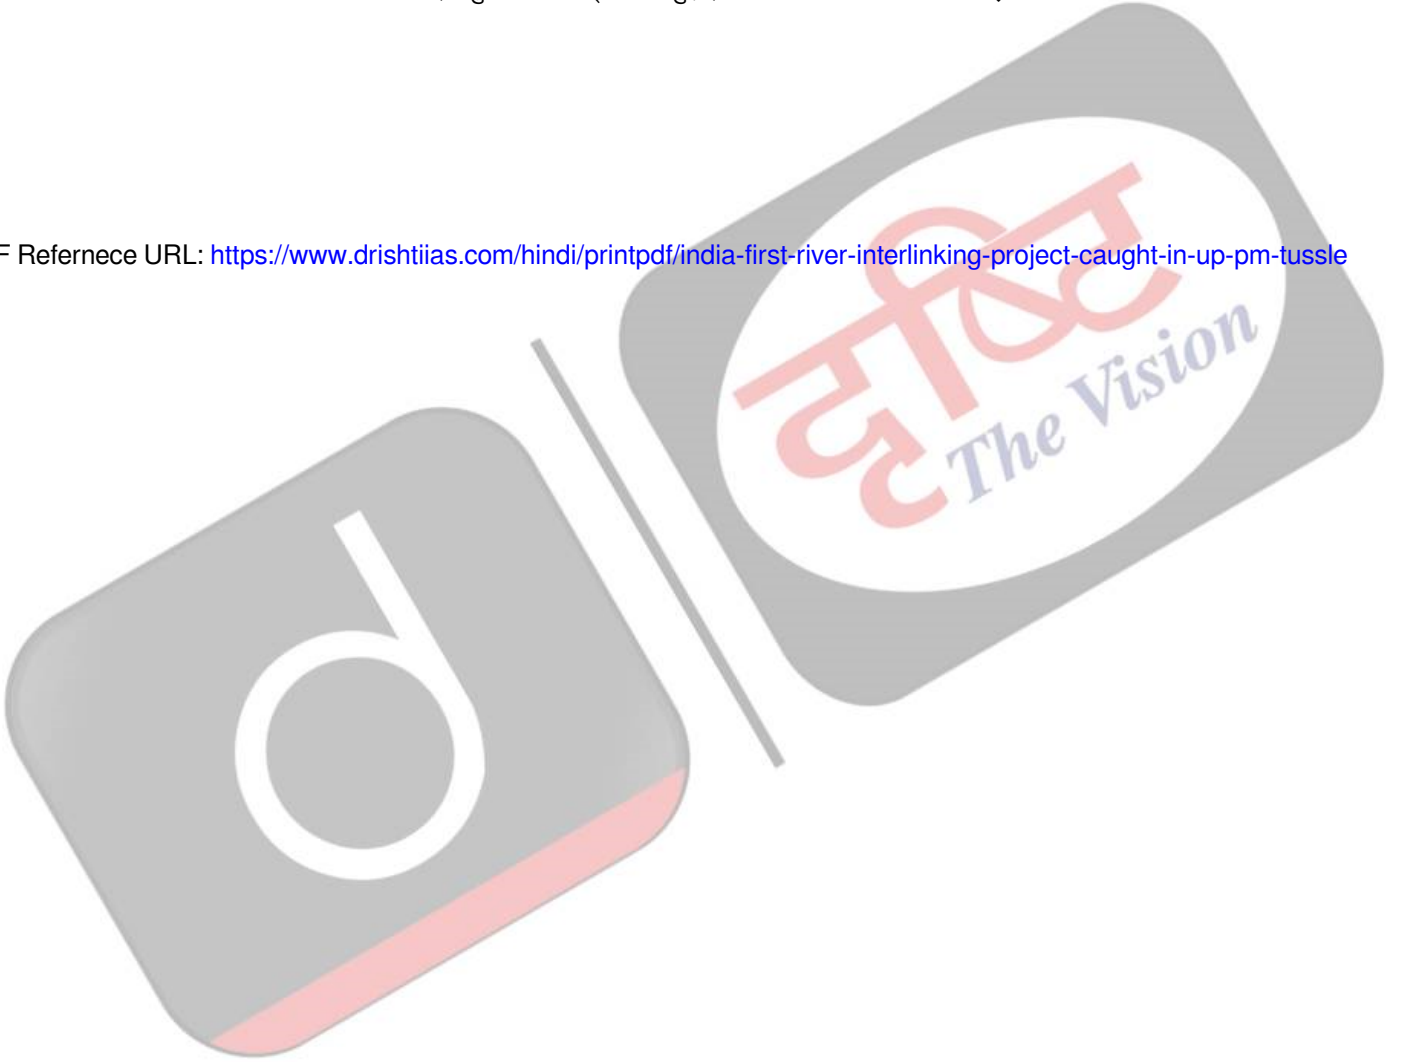 F Refernece URL: https://www.drishtiias.com/hindi/printpdf/india-first-river-interlinking-project-caught-in-up-pm-tussle
दृष्टि
The Vision
d